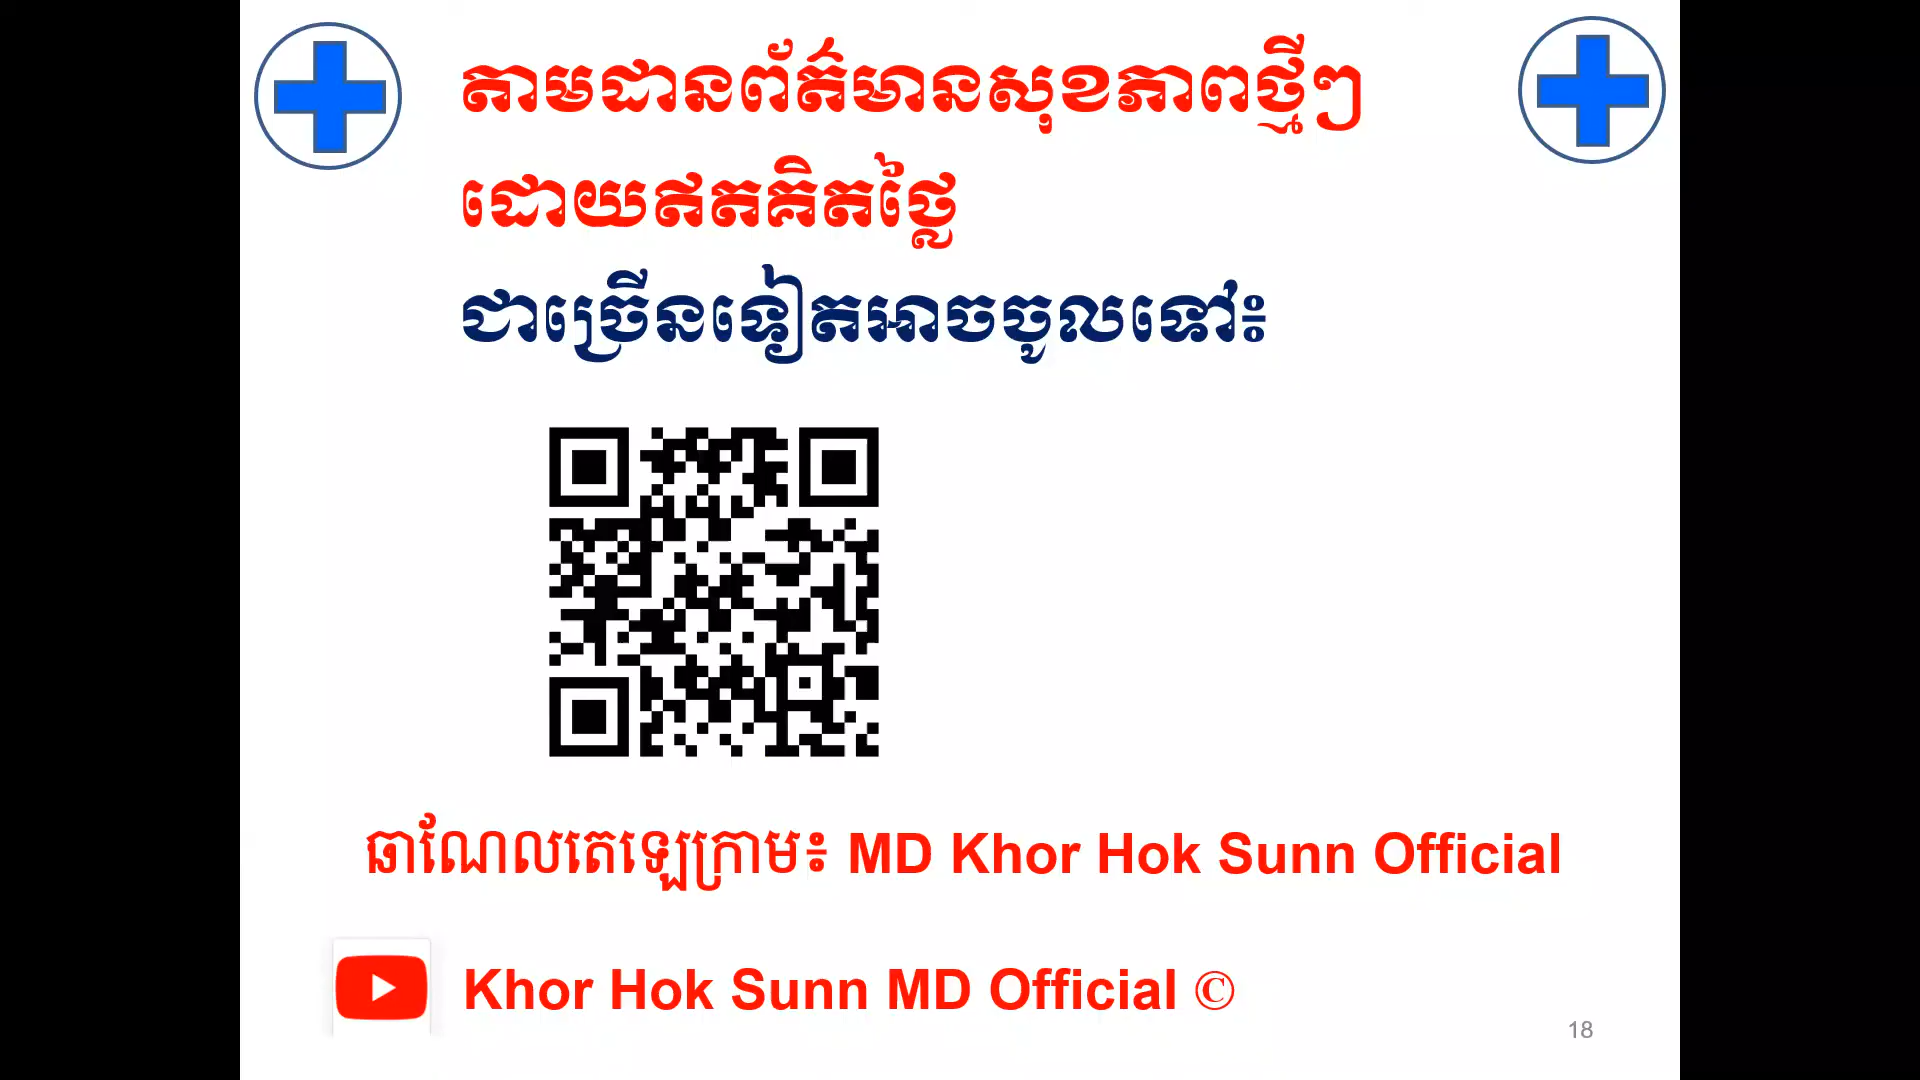 តាមដានព័ត៌មានសុខភាពថ្មីៗ
ដោយឥតគិតថ្លៃ
ជាច្រើនទៀតអាចចូលទៅ៖
ឆាណែលតេឡេក្រាម៖ MD Khor Hok Sunn Official
Khor Hok Sunn MD Official ©
18